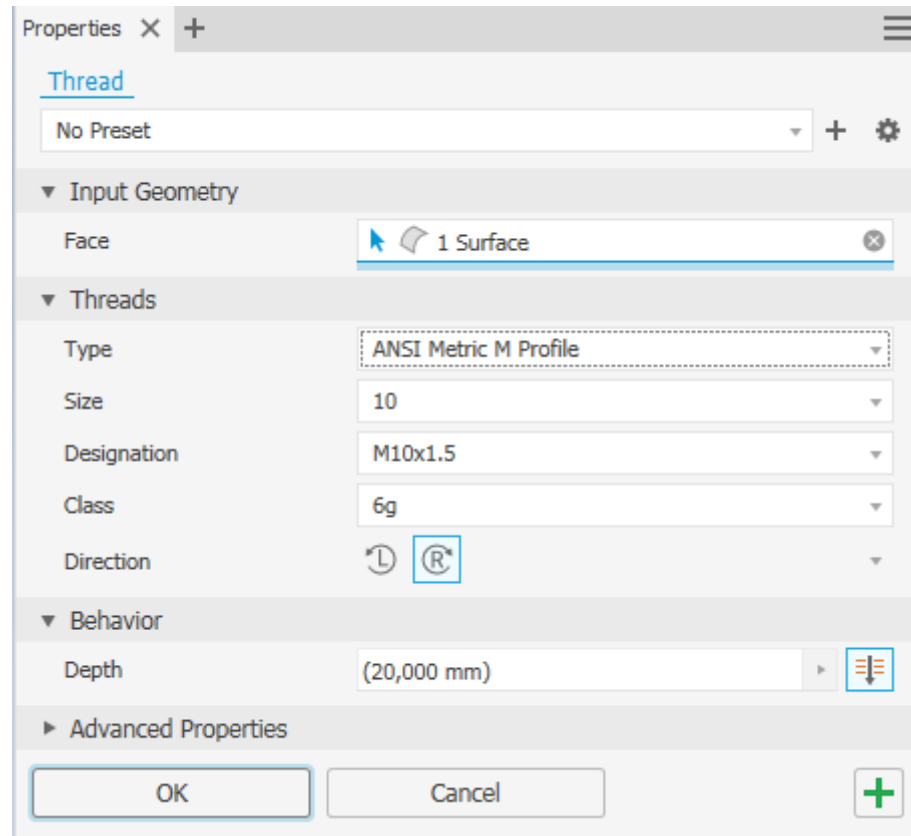 Properties
Thread
No Preset
Input Geometry
Face 1 Surface
Threads
Type ANSI Metric M Profile
Size 10
Designation M10x1.5
Class 6g
Direction L R
Behavior
Depth (20,000 mm)
Advanced Properties
OK Cancel